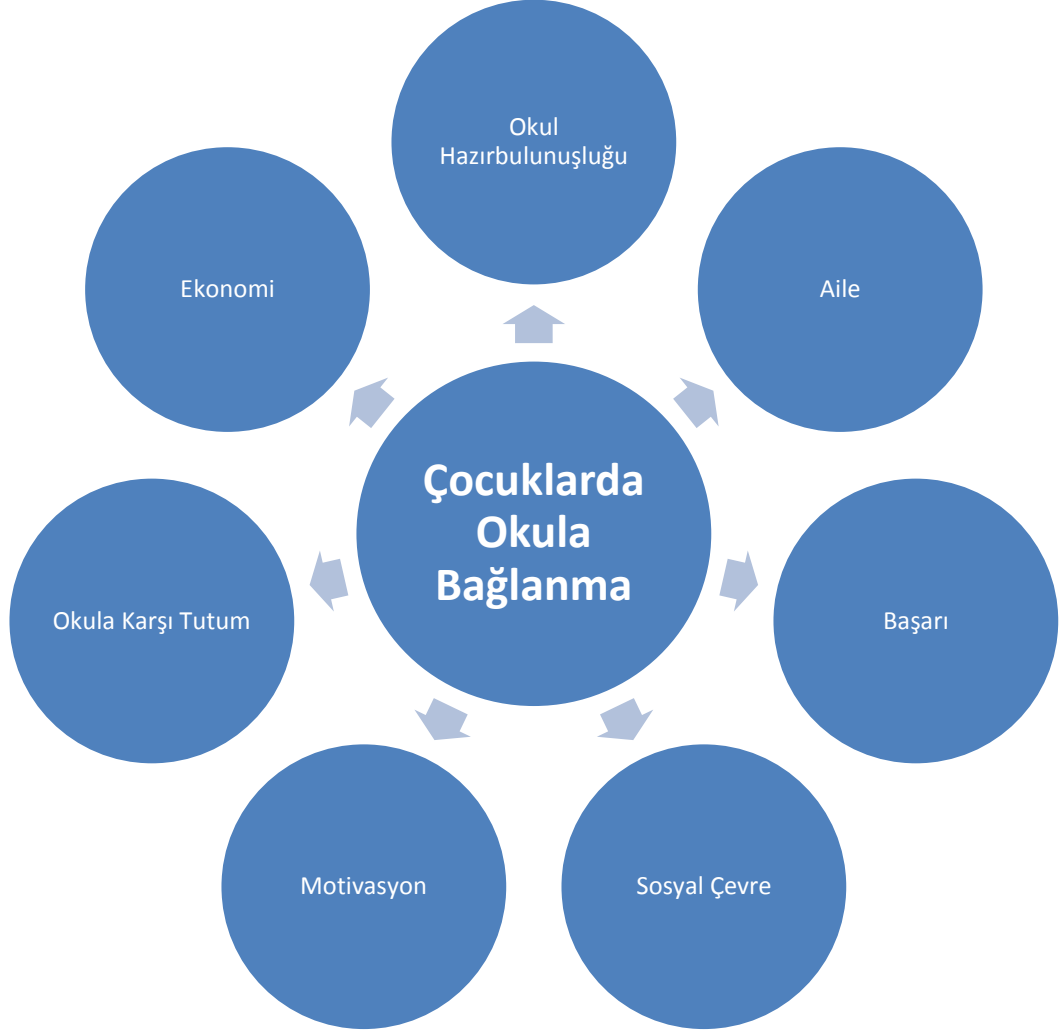 Okul
Hazırbulunuşluğu
Ekonomi
Aile
Çocuklarda
Okula
Bağlanma
Okula Karşı Tutum
Başarı
Motivasyon
Sosyal Çevre